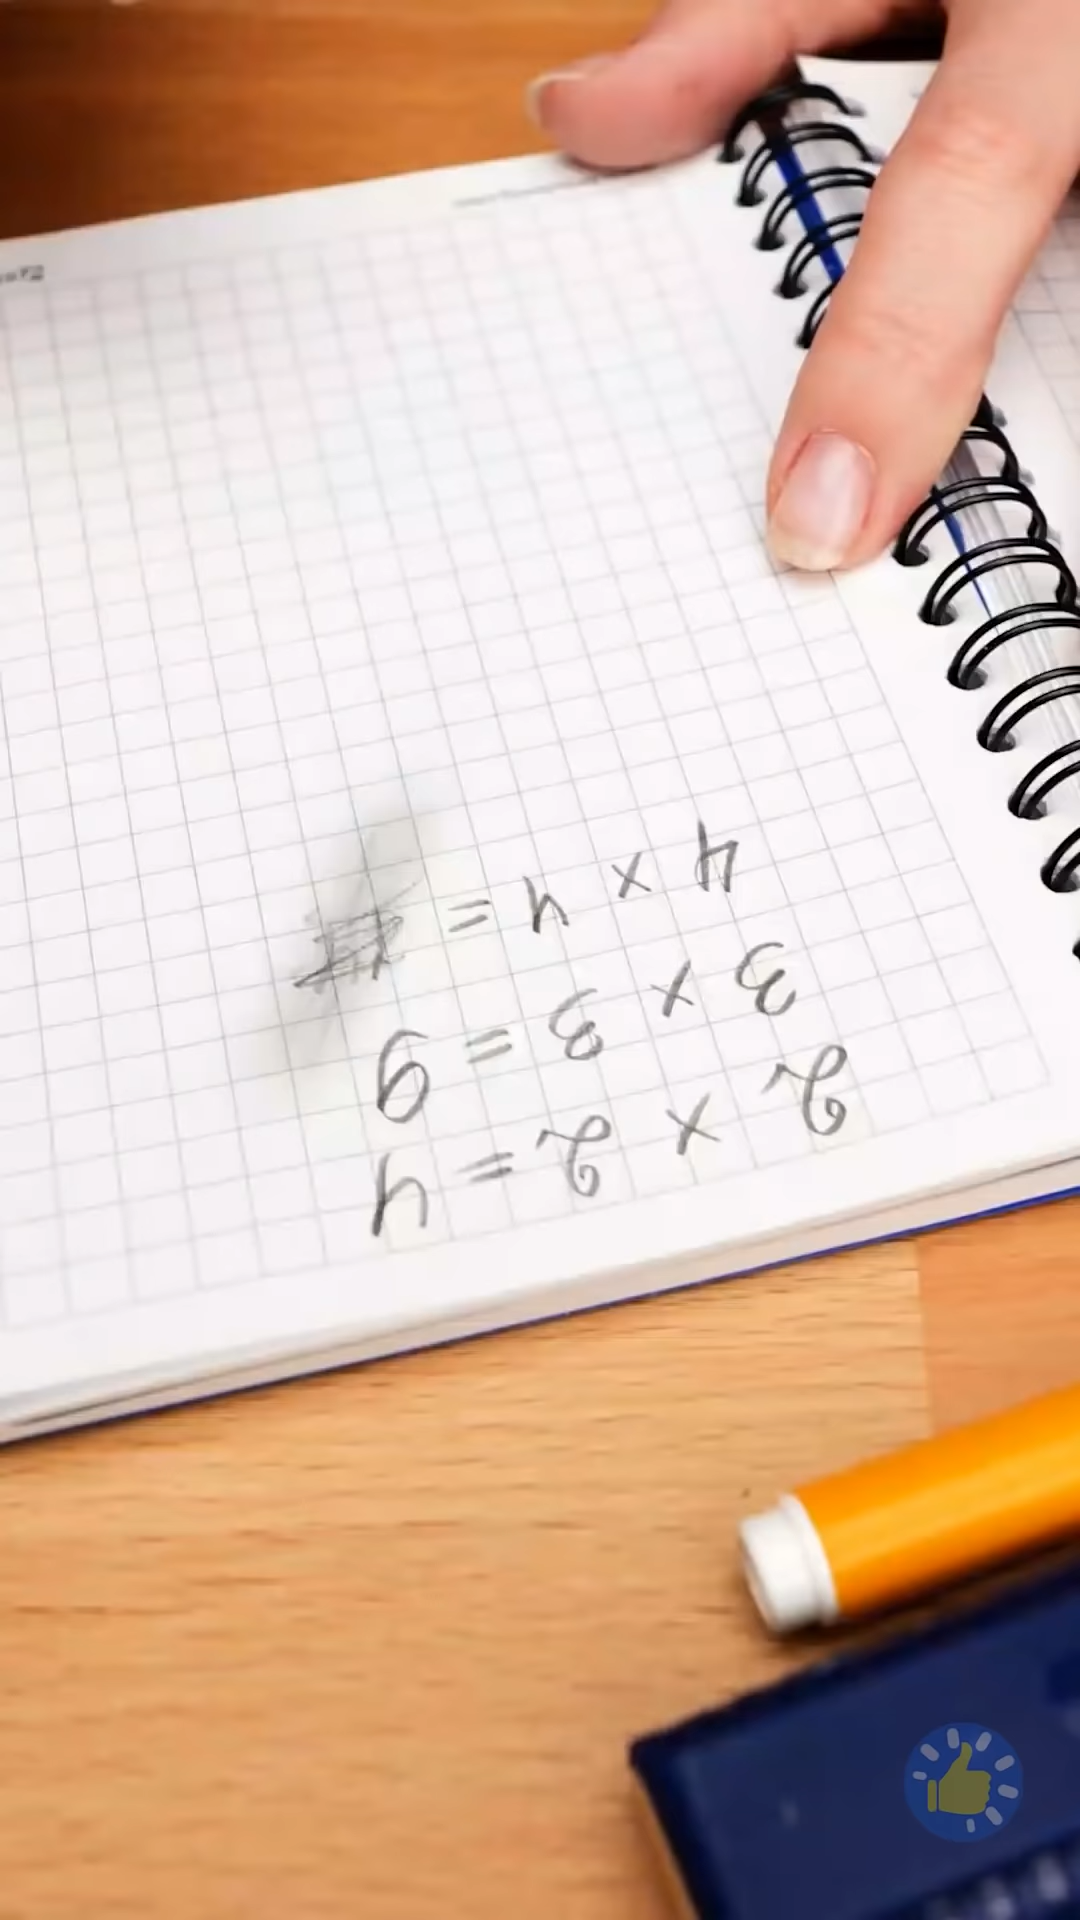 2 × 2 = 4
3 × 3 = 9
4 × 4 =